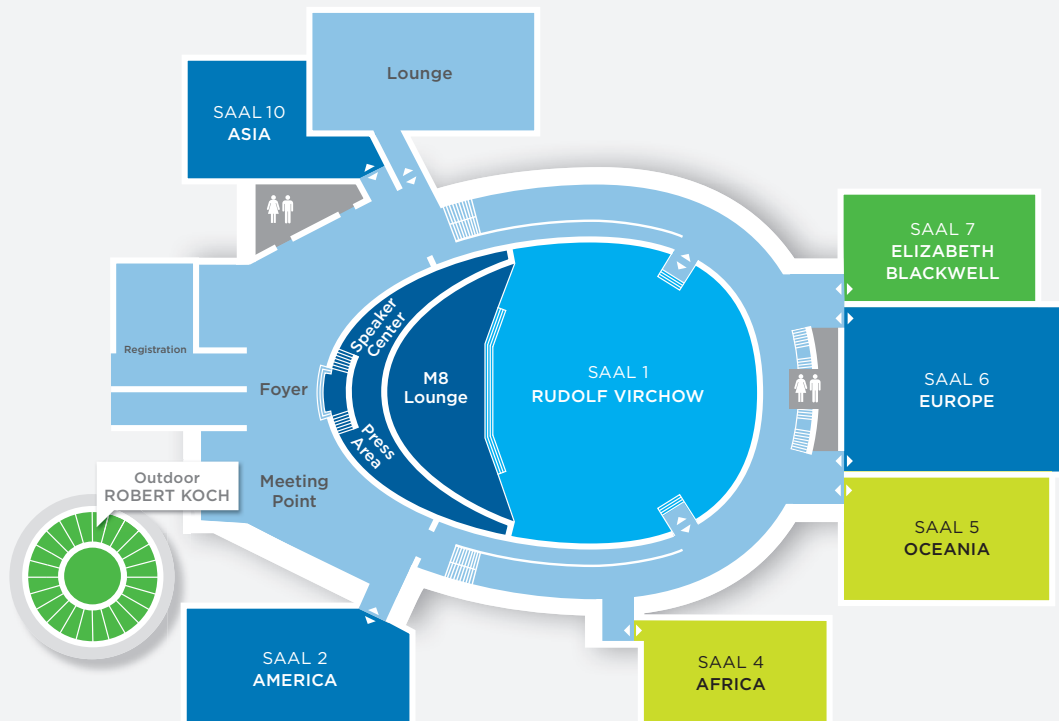 Lounge
SAAL 10
ASIA
SAAL 7
ELIZABETH
BLACKWELL
Speaker
Center
Registration
Foyer
M8
Lounge
SAAL 1
RUDOLF VIRCHOW
SAAL 6
EUROPE
Press
Area
Outdoor
ROBERT KOCH
Meeting
Point
SAAL 5
OCEANIA
SAAL 2
AMERICA
SAAL 4
AFRICA